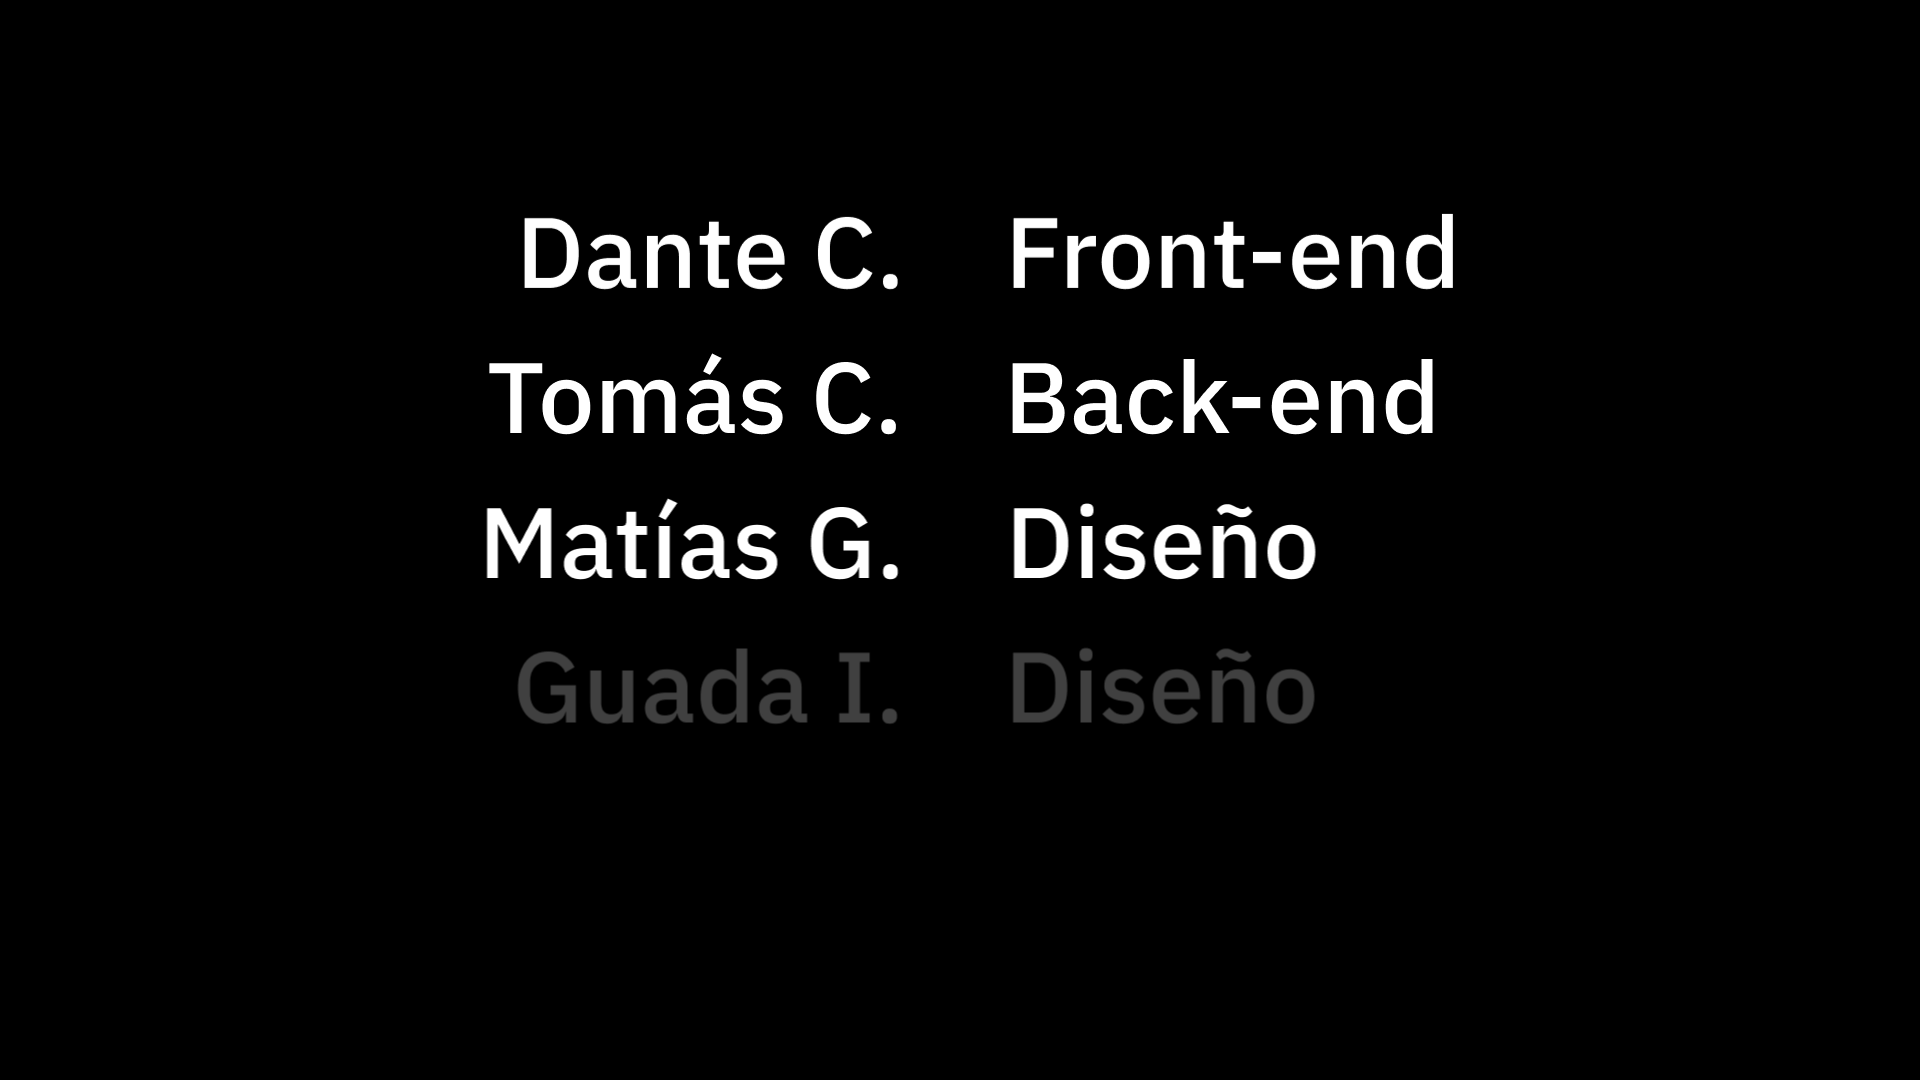 Dante C. Front-end
Tomás C. Back-end
Matías G. Diseño
Guada I. Diseño